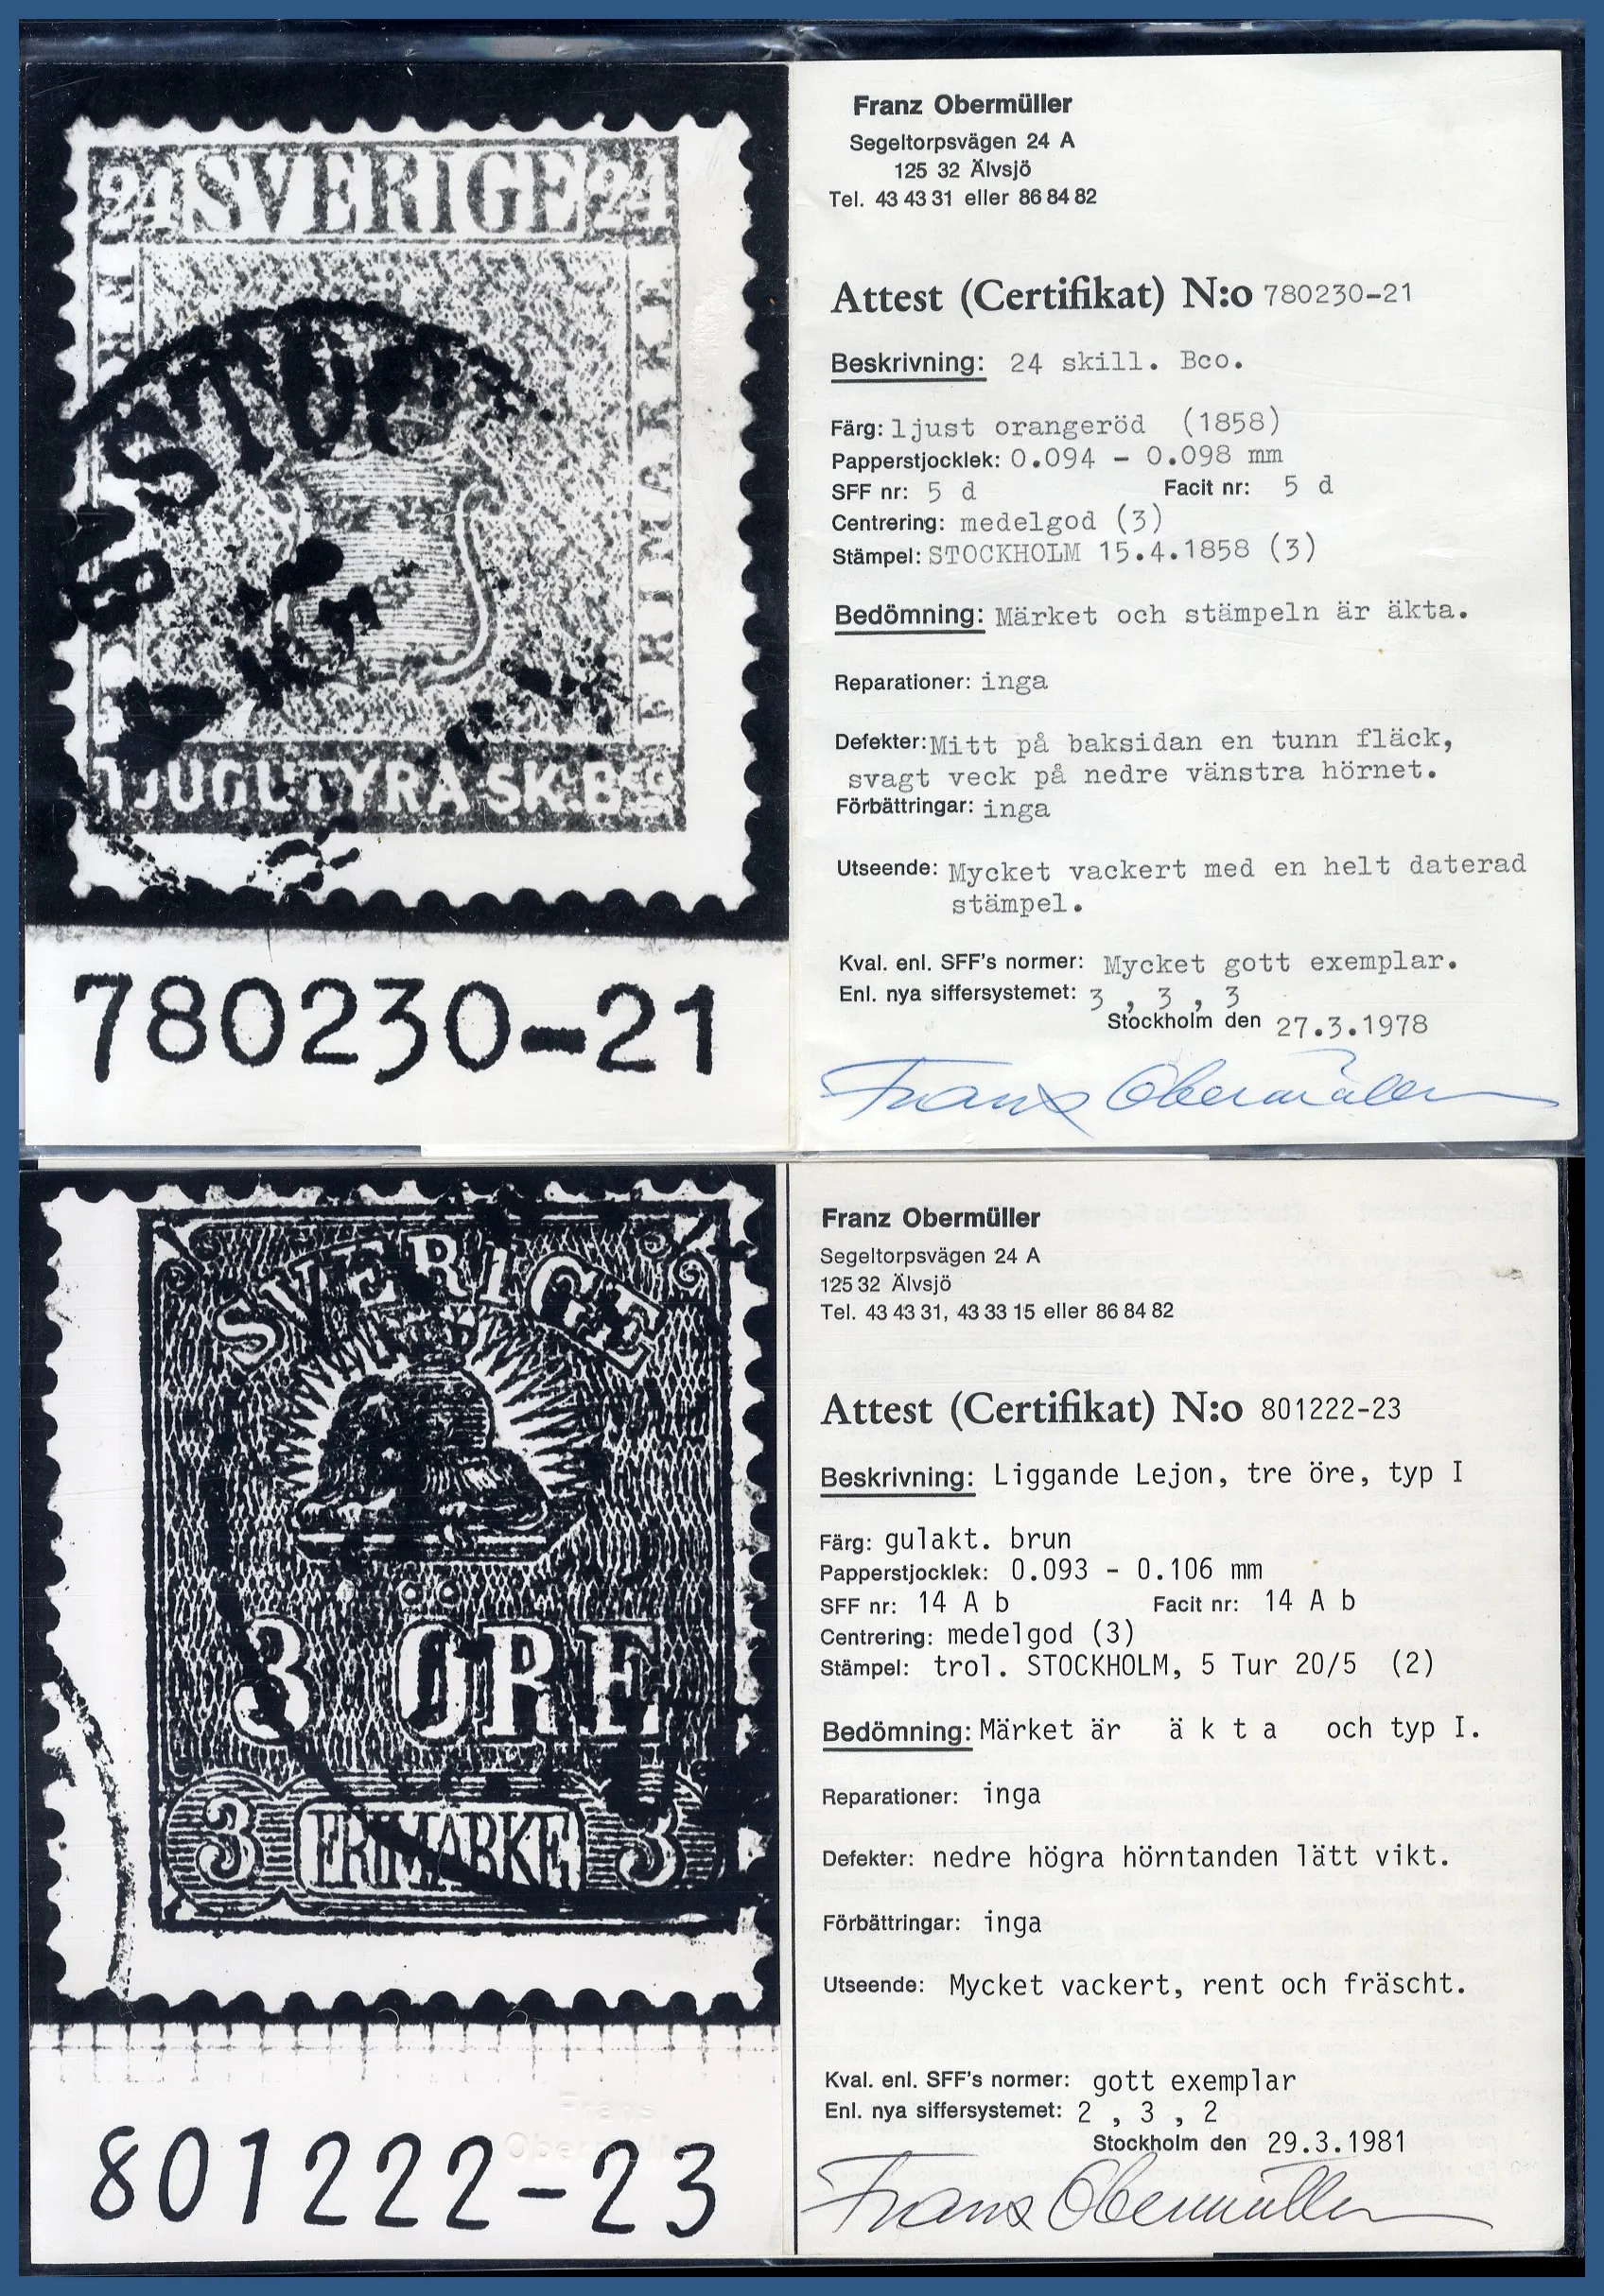 24 SVERIGE 24
FRIMÄRKE
TJUGUFYRA SK. BCO.
780230-21
Franz Obermüller
Segeltorpsvägen 24 A
125 32 Älvsjö
Tel. 43 43 31 eller 86 84 82
Attest (Certifikat) N:o 780230-21
Beskrivning: 24 skill. Bco.
Färg: ljust orangeröd (1858)
Papperstjocklek: 0.094 - 0.098 mm
SFF nr: 5 d Facit nr: 5 d
Centrering: medelgod (3)
Stämpel: STOCKHOLM 15.4.1858 (3)
Bedömning: Märket och stämpeln är äkta.
Reparationer: inga
Defekter: Mitt på baksidan en tunn fläck,
svagt veck på nedre vänstra hörnet.
Förbättringar: inga
Utseende: Mycket vackert med en helt daterad
stämpel.
Kval. enl. SFF's normer: Mycket gott exemplar.
Enl. nya siffersystemet: 3 , 3 , 3
Stockholm den 27.3.1978
Frans Obermüller
SVERIGE
3 ÖRE
3 FRIMÄRKE 3
Frans
Obermüller
801222-23
Franz Obermüller
Segeltorpsvägen 24 A
125 32 Älvsjö
Tel. 43 43 31, 43 33 15 eller 86 84 82
Attest (Certifikat) N:o 801222-23
Beskrivning: Liggande Lejon, tre öre, typ I
Färg: gulakt. brun
Papperstjocklek: 0.093 - 0.106 mm
SFF nr: 14 A b Facit nr: 14 A b
Centrering: medelgod (3)
Stämpel: trol. STOCKHOLM, 5 Tur 20/5 (2)
Bedömning: Märket är ä k t a och typ I.
Reparationer: inga
Defekter: nedre högra hörntanden lätt vikt.
Förbättringar: inga
Utseende: Mycket vackert, rent och fräscht.
Kval. enl. SFF's normer: gott exemplar
Enl. nya siffersystemet: 2 , 3 , 2
Stockholm den 29.3.1981
Frans Obermüller